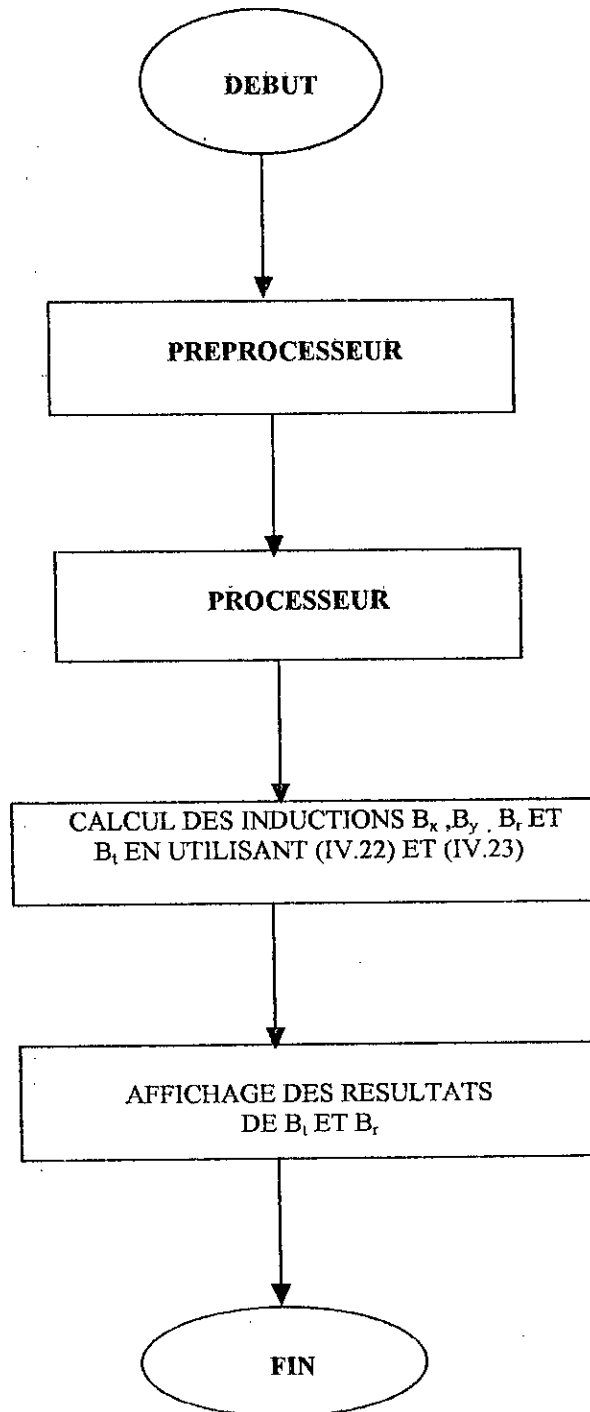 DEBUT
PREPROCESSEUR
PROCESSEUR
CALCUL DES INDUCTIONS Bx ,By , Br ET
Bt EN UTILISANT (IV.22) ET (IV.23)
AFFICHAGE DES RESULTATS
DE Bt ET Br
FIN